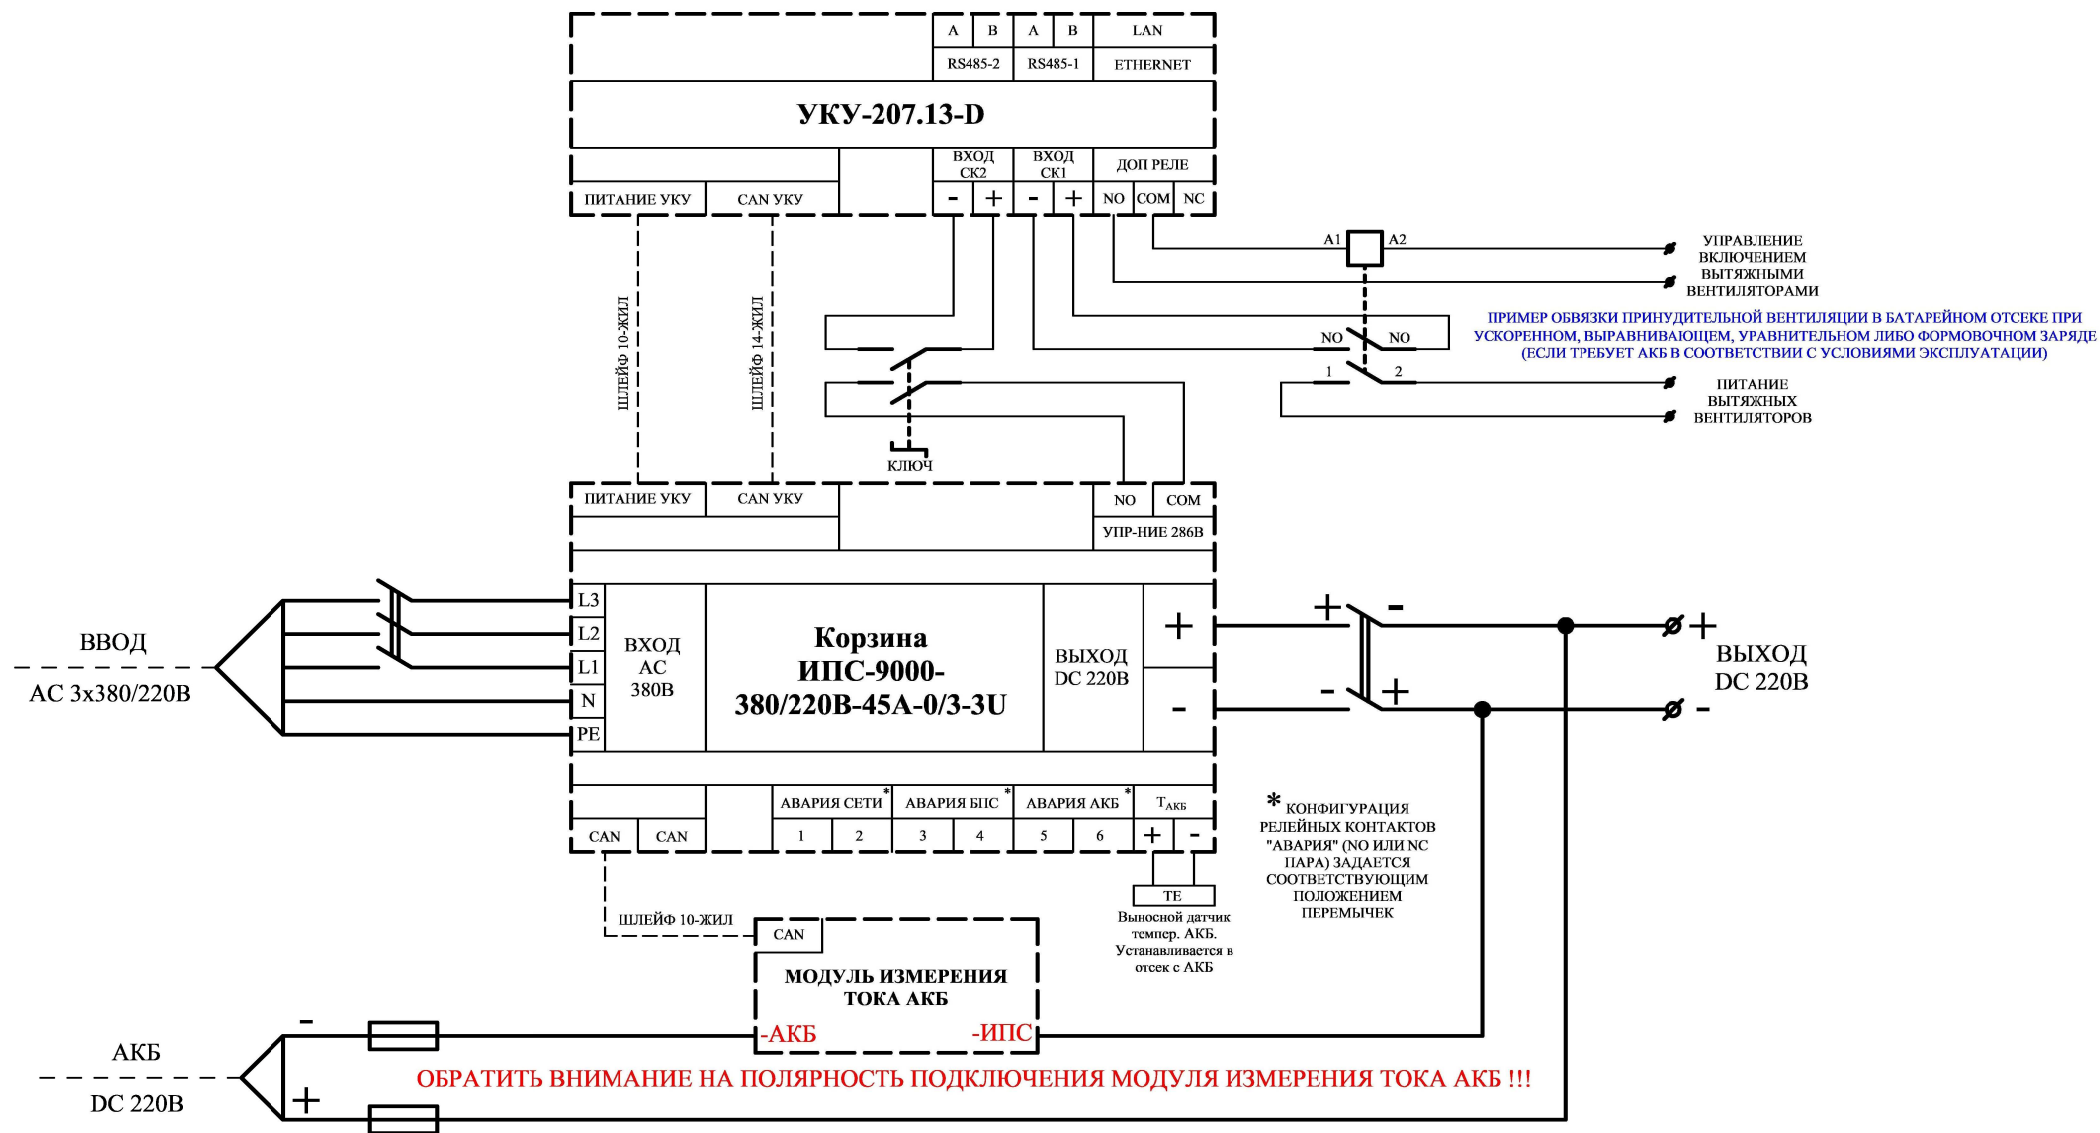 A B A B LAN
RS485-2 RS485-1 ETHERNET
УКУ-207.13-D
ВХОД СК2
ВХОД СК1
ДОП РЕЛЕ
ПИТАНИЕ УКУ CAN УКУ - + - + NO COM NC
A1 A2
УПРАВЛЕНИЕ
ВКЛЮЧЕНИЕМ
ВЫТЯЖНЫМИ
ВЕНТИЛЯТОРАМИ
ШЛЕЙФ 10-ЖИЛ
ШЛЕЙФ 14-ЖИЛ
ПРИМЕР ОБВЯЗКИ ПРИНУДИТЕЛЬНОЙ ВЕНТИЛЯЦИИ В БАТАРЕЙНОМ ОТСЕКЕ ПРИ
УСКОРЕННОМ, ВЫРАВНИВАЮЩЕМ, УРАВНИТЕЛЬНОМ ЛИБО ФОРМОВОЧНОМ ЗАРЯДЕ
(ЕСЛИ ТРЕБУЕТ АКБ В СООТВЕТСТВИИ С УСЛОВИЯМИ ЭКСПЛУАТАЦИИ)
NO NO
1 2
ПИТАНИЕ
ВЫТЯЖНЫХ
ВЕНТИЛЯТОРОВ
КЛЮЧ
ПИТАНИЕ УКУ CAN УКУ NO COM
УПР-НИЕ 286В
ВВОД
AC 3x380/220В
L3
L2
L1
N
PE
ВХОД
AC
380В
Корзина
ИПС-9000-
380/220В-45А-0/3-3U
ВЫХОД
DC 220В
+
-
+ -
- +
+
-
ВЫХОД
DC 220В
АВАРИЯ СЕТИ* АВАРИЯ БПС* АВАРИЯ АКБ* ТАКБ
CAN CAN 1 2 3 4 5 6 + -
* КОНФИГУРАЦИЯ
РЕЛЕЙНЫХ КОНТАКТОВ
"АВАРИЯ" (NO ИЛИ NC
ПАРА) ЗАДАЕТСЯ
СООТВЕТСТВУЮЩИМ
ПОЛОЖЕНИЕМ
ПЕРЕМЫЧЕК
TE
Выносной датчик
темпер. АКБ.
Устанавливается в
отсек с АКБ
ШЛЕЙФ 10-ЖИЛ
CAN
МОДУЛЬ ИЗМЕРЕНИЯ
ТОКА АКБ
-АКБ -ИПС
АКБ
DC 220В
-
+
ОБРАТИТЬ ВНИМАНИЕ НА ПОЛЯРНОСТЬ ПОДКЛЮЧЕНИЯ МОДУЛЯ ИЗМЕРЕНИЯ ТОКА АКБ !!!